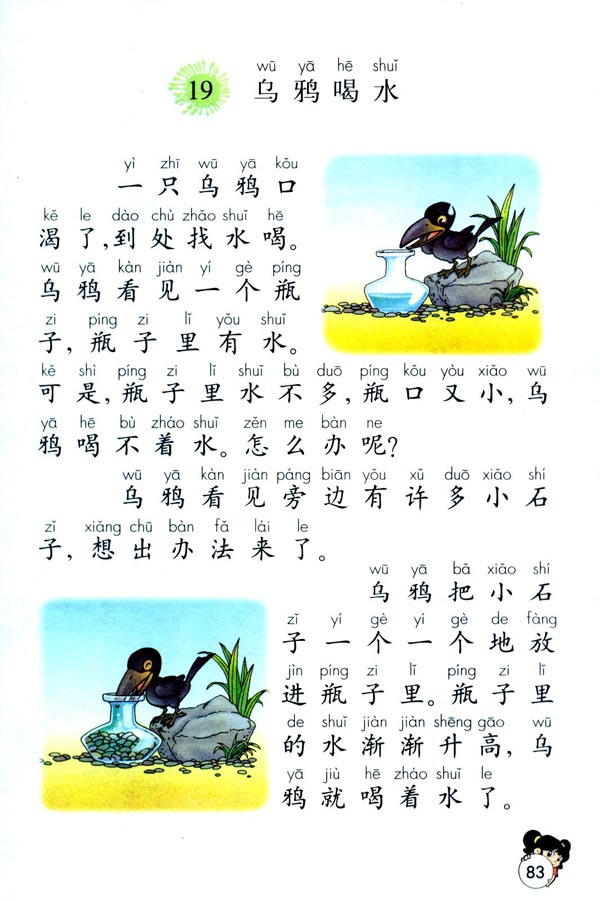 19
wū yā hē shuǐ
乌鸦喝水
yì zhī wū yā kǒu
一只乌鸦口
kě le dào chù zhǎo shuǐ hē
渴了,到处找水喝。
wū yā kàn jiàn yí gè píng
乌鸦看见一个瓶
zi píng zi lǐ yǒu shuǐ
子,瓶子里有水。
kě shì píng zi lǐ shuǐ bù duō píng kǒu yòu xiǎo wū
可是,瓶子里水不多,瓶口又小,乌
yā hē bù zháo shuǐ zěn me bàn ne
鸦喝不着水。怎么办呢?
wū yā kàn jiàn páng biān yǒu xǔ duō xiǎo shí
乌鸦看见旁边有许多小石
zǐ xiǎng chū bàn fǎ lái le
子,想出办法来了。
wū yā bǎ xiǎo shí
乌鸦把小石
zǐ yí gè yí gè de fàng
子一个一个地放
jìn píng zi lǐ píng zi lǐ
进瓶子里。瓶子里
de shuǐ jiàn jiàn shēng gāo wū
的水渐渐升高,乌
yā jiù hē zháo shuǐ le
鸦就喝着水了。
83